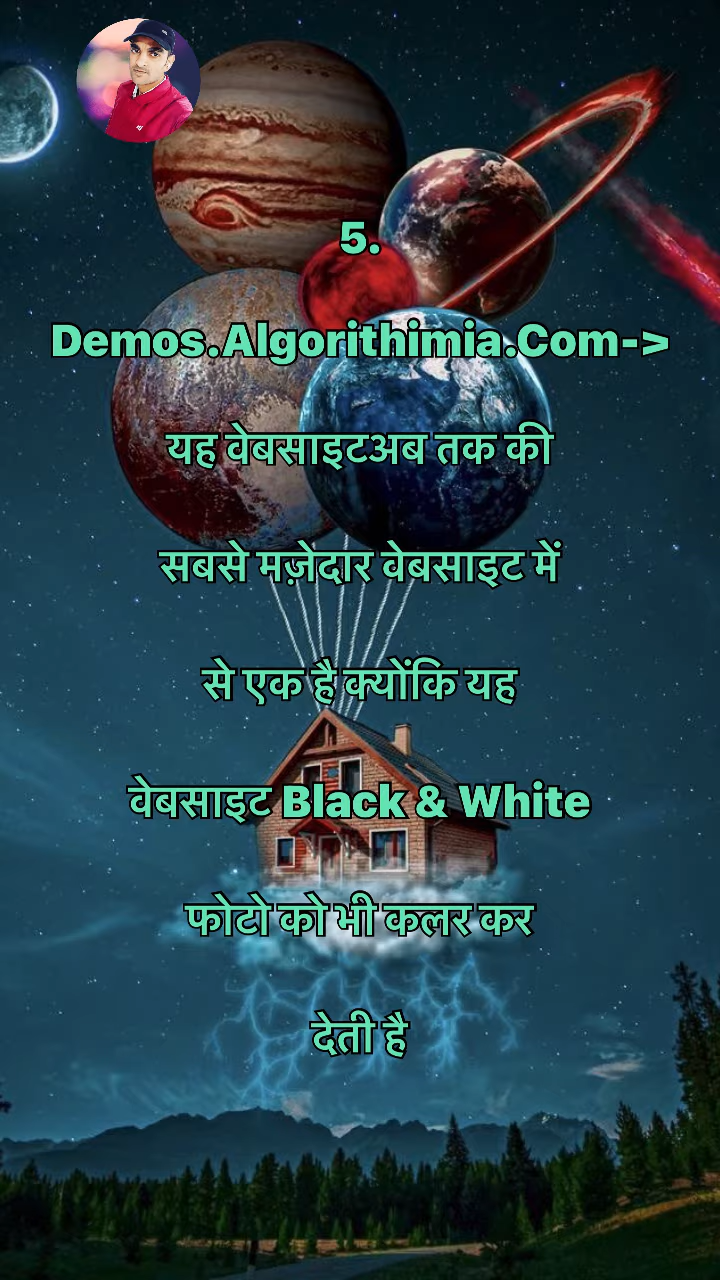 5.
Demos.Algorithimia.Com->
यह वेबसाइटअब तक की
सबसे मज़ेदार वेबसाइट में
से एक है क्योंकि यह
वेबसाइट Black & White
फोटो को भी कलर कर
देती है